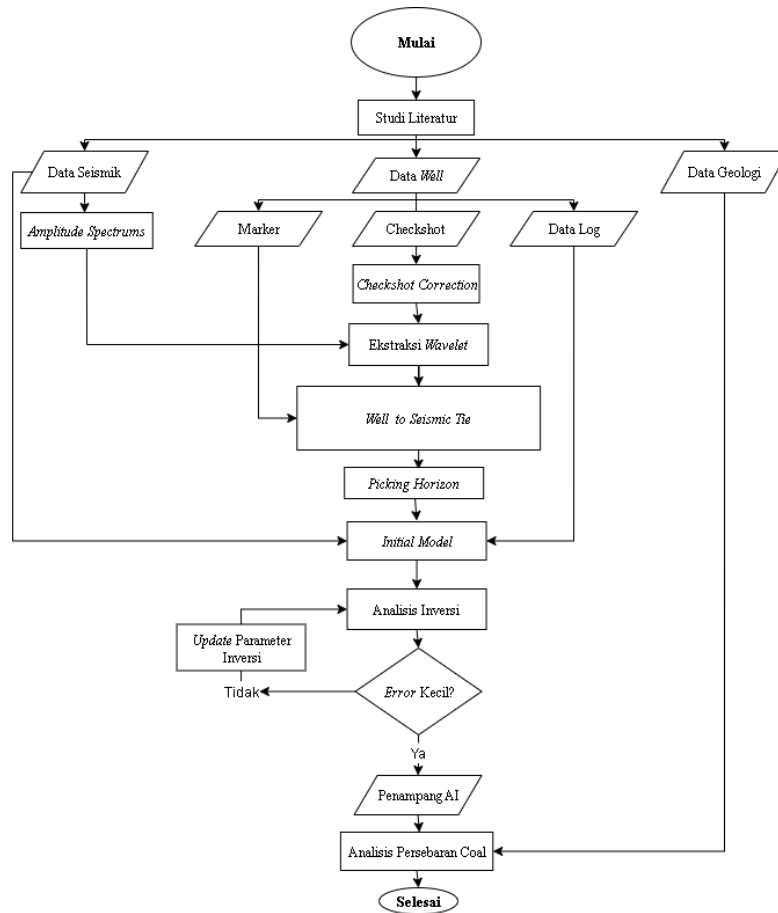 Mulai
Studi Literatur
Data Seismik
Data Well
Data Geologi
Amplitude Spectrums
Marker
Checkshot
Data Log
Checkshot Correction
Ekstraksi Wavelet
Well to Seismic Tie
Picking Horizon
Initial Model
Analisis Inversi
Update Parameter
Inversi
Tidak
Error Kecil?
Ya
Penampang AI
Analisis Persebaran Coal
Selesai